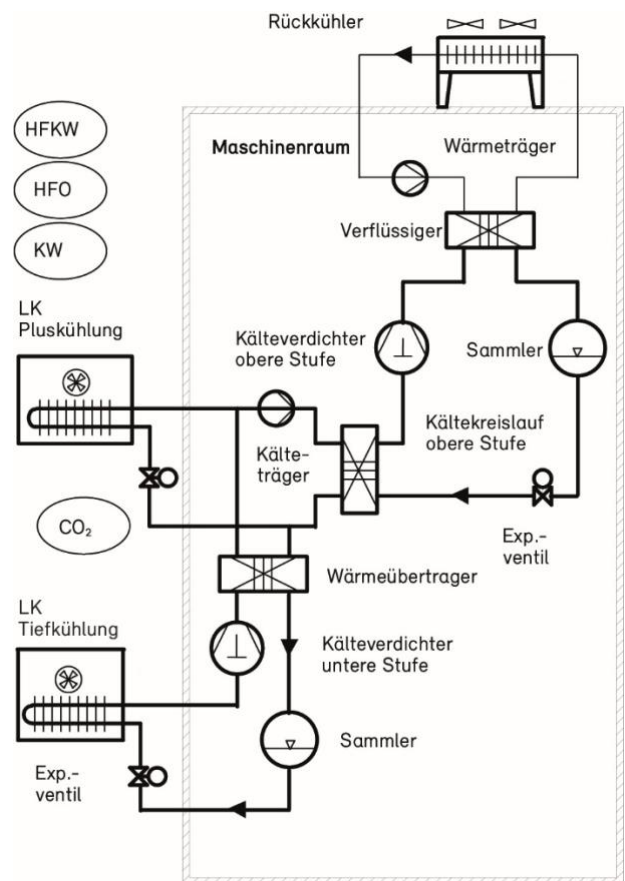 Rückkühler
HFKW
Maschinenraum
Wärmeträger
HFO
KW
Verflüssiger
LK
Pluskühlung
Kälteverdichter
obere Stufe
Sammler
Kältekreislauf
obere Stufe
Kälte-
träger
CO₂
Exp.-
ventil
Wärmeübertrager
LK
Tiefkühlung
Kälteverdichter
untere Stufe
Sammler
Exp.-
ventil